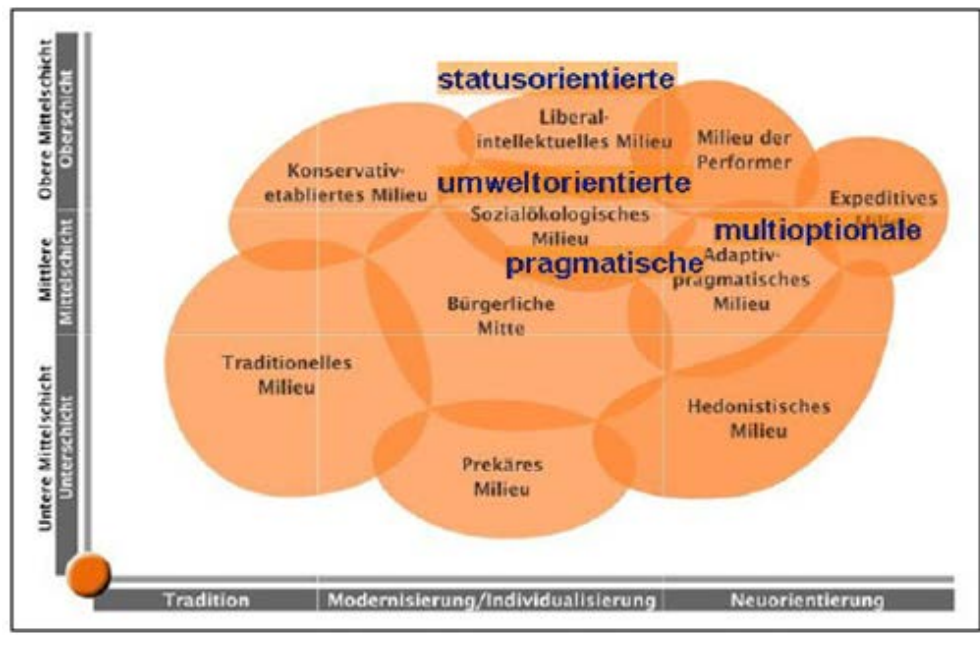 Obere Mittelschicht
Oberschicht
Mittlere
Mittelschicht
Untere Mittelschicht
Unterschicht
statusorientierte
Liberal-
intellektuelles Milieu
Milieu der
Performer
Konservativ-
etabliertes Milieu
umweltorientierte
Expeditives
Sozialökologisches
Milieu
multioptionale
pragmatische
Adaptiv-
pragmatisches
Milieu
Bürgerliche
Mitte
Traditionelles
Milieu
Hedonistisches
Milieu
Prekäres
Milieu
Tradition
Modernisierung/Individualisierung
Neuorientierung